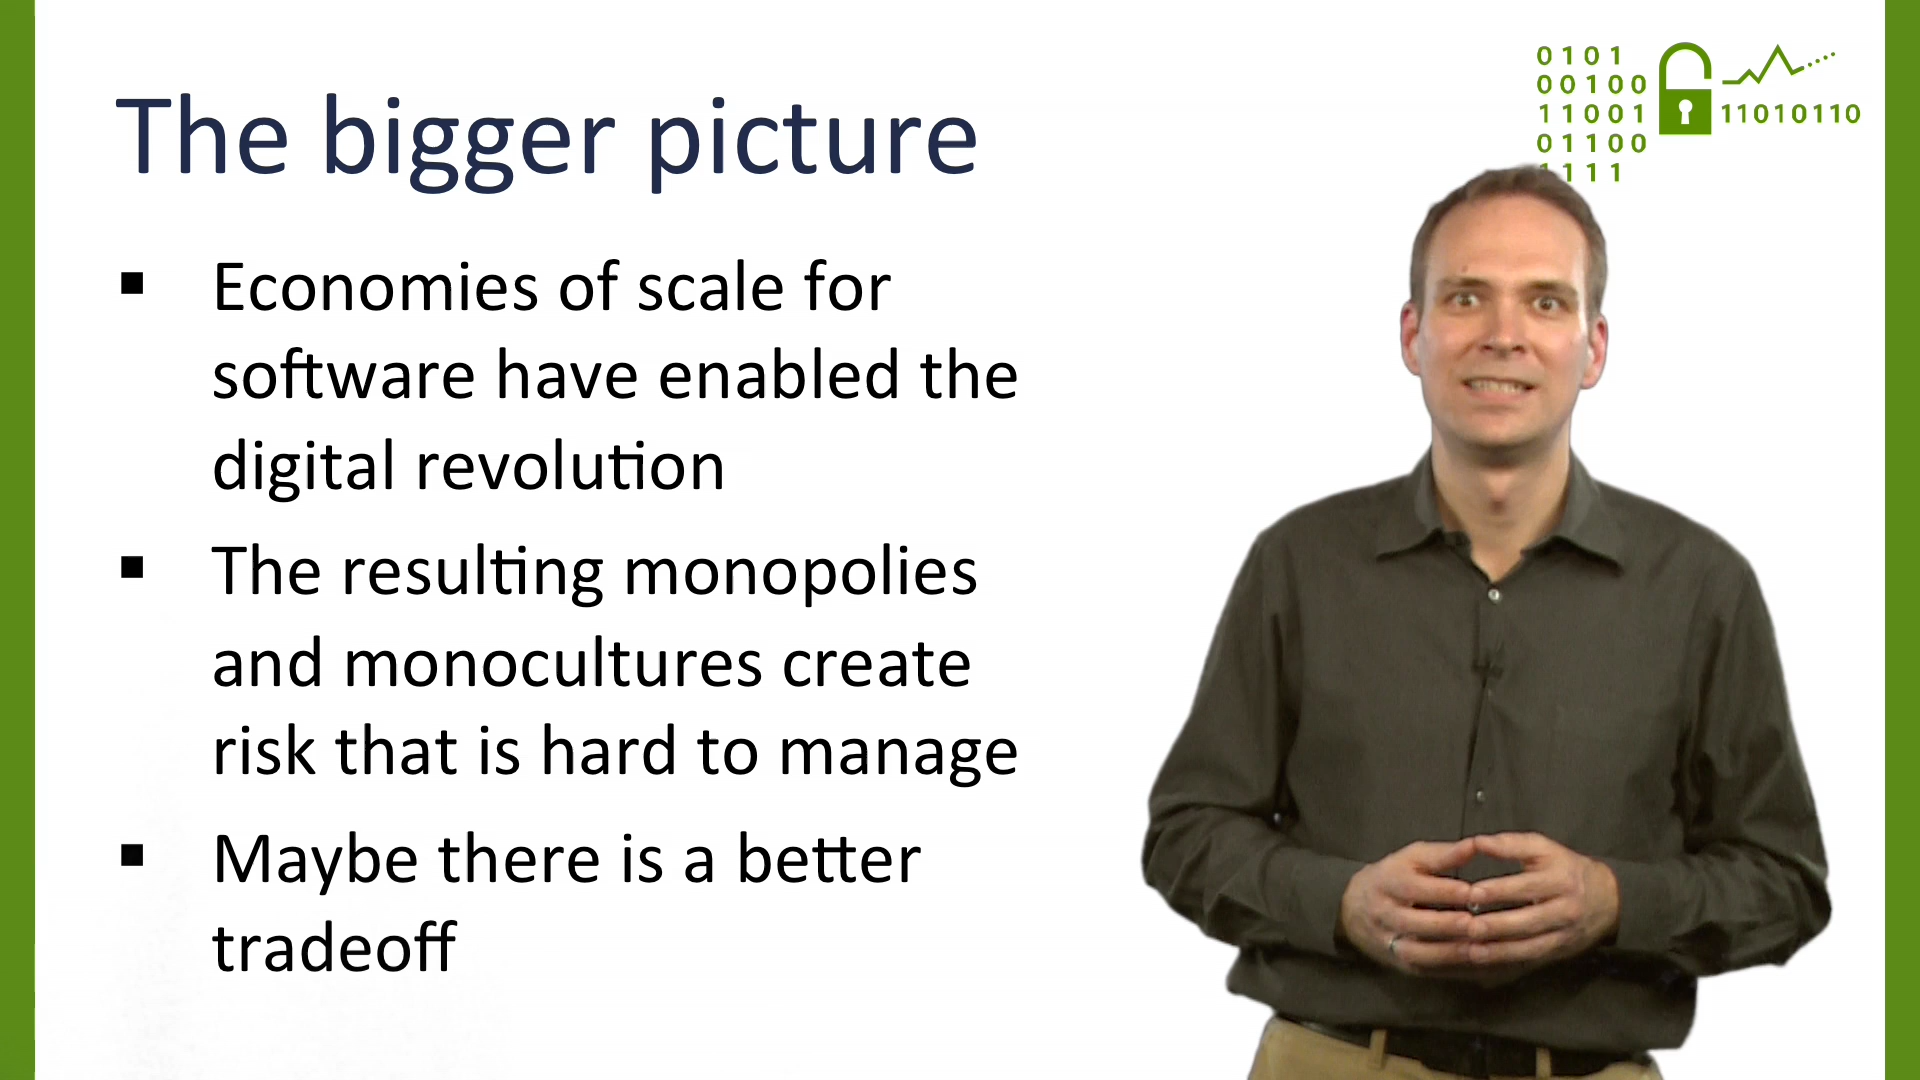 The bigger picture
▪ Economies of scale for
software have enabled the
digital revolution
▪ The resulting monopolies
and monocultures create
risk that is hard to manage
▪ Maybe there is a better
tradeoff
0101
00100
11001
01100
1111
11010110